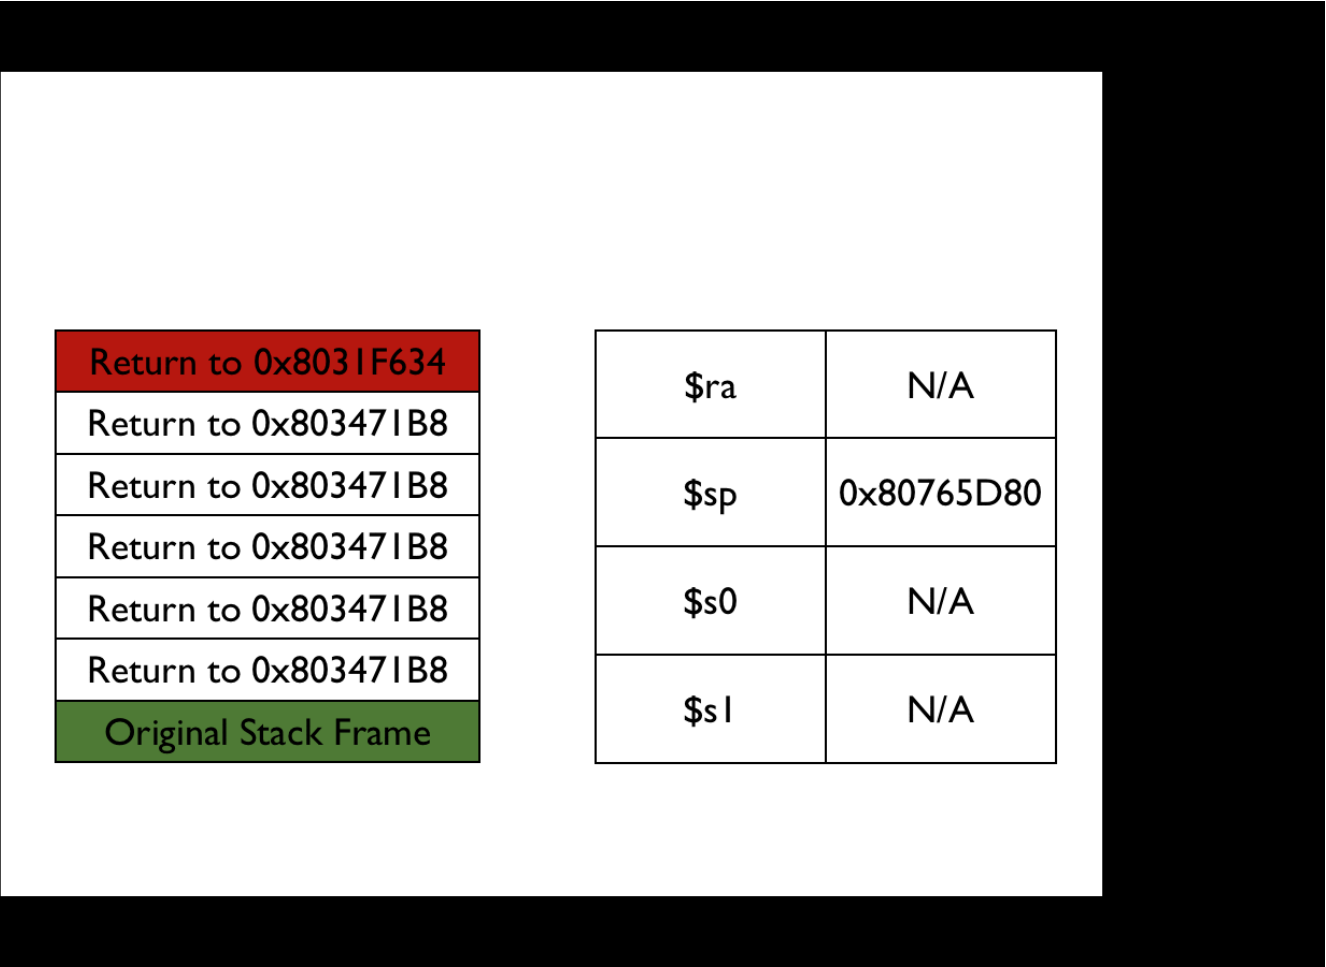 Return to 0x8031F634
Return to 0x803471B8
Return to 0x803471B8
Return to 0x803471B8
Return to 0x803471B8
Return to 0x803471B8
Original Stack Frame
$ra N/A
$sp 0x80765D80
$s0 N/A
$s1 N/A